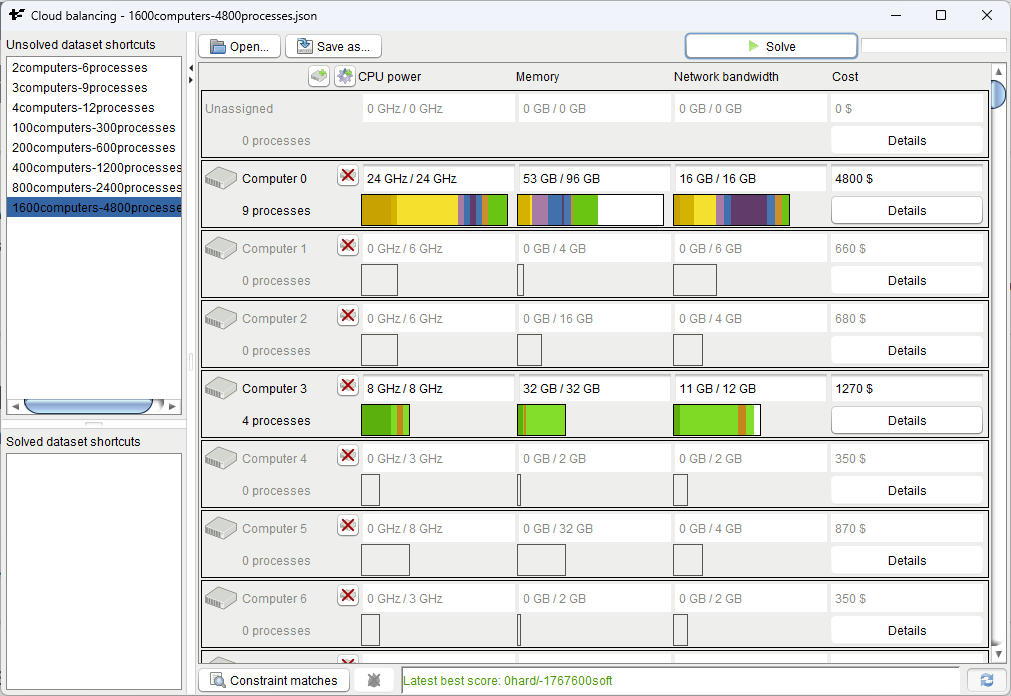 Cloud balancing - 1600computers-4800processes.json
Unsolved dataset shortcuts
2computers-6processes
3computers-9processes
4computers-12processes
100computers-300processes
200computers-600processes
400computers-1200processes
800computers-2400processes
1600computers-4800processe
Solved dataset shortcuts
Open... Save as... Solve
CPU power Memory Network bandwidth Cost
Unassigned 0 GHz / 0 GHz 0 GB / 0 GB 0 GB / 0 GB 0 $
0 processes Details
Computer 0 24 GHz / 24 GHz 53 GB / 96 GB 16 GB / 16 GB 4800 $
9 processes Details
Computer 1 0 GHz / 6 GHz 0 GB / 4 GB 0 GB / 6 GB 660 $
0 processes Details
Computer 2 0 GHz / 6 GHz 0 GB / 16 GB 0 GB / 4 GB 680 $
0 processes Details
Computer 3 8 GHz / 8 GHz 32 GB / 32 GB 11 GB / 12 GB 1270 $
4 processes Details
Computer 4 0 GHz / 3 GHz 0 GB / 2 GB 0 GB / 2 GB 350 $
0 processes Details
Computer 5 0 GHz / 8 GHz 0 GB / 32 GB 0 GB / 4 GB 870 $
0 processes Details
Computer 6 0 GHz / 3 GHz 0 GB / 2 GB 0 GB / 2 GB 350 $
0 processes Details
Constraint matches Latest best score: 0hard/-1767600soft